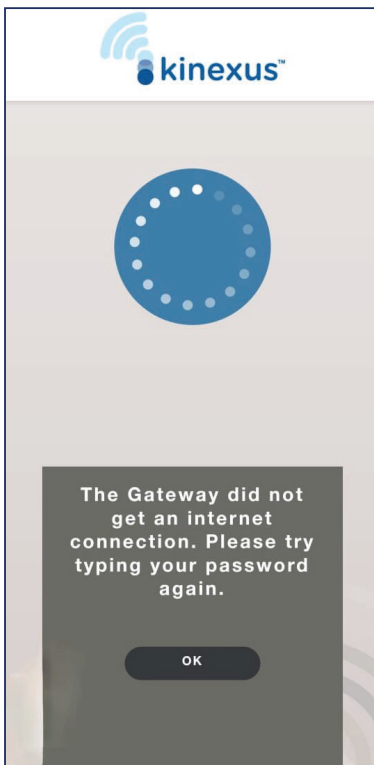 kinexus™
The Gateway did not
get an internet
connection. Please try
typing your password
again.
OK